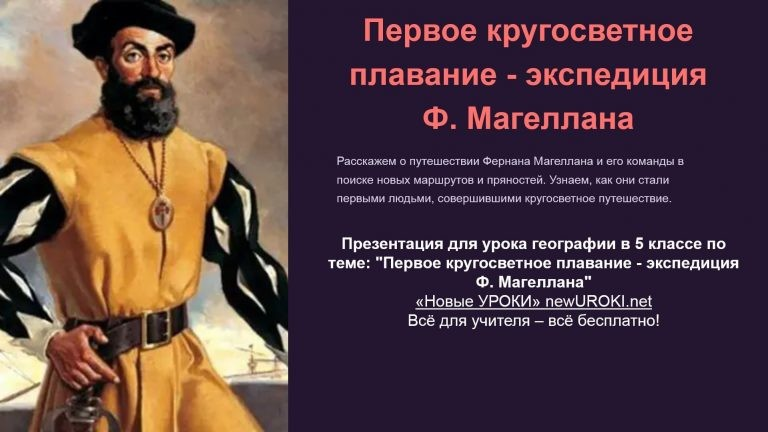 Первое кругосветное
плавание - экспедиция
Ф. Магеллана
Расскажем о путешествии Фернана Магеллана и его команды в
поиске новых маршрутов и пряностей. Узнаем, как они стали
первыми людьми, совершившими кругосветное путешествие.
Презентация для урока географии в 5 классе по
теме: "Первое кругосветное плавание - экспедиция
Ф. Магеллана"
«Новые УРОКИ» newUROKI.net
Всё для учителя – всё бесплатно!